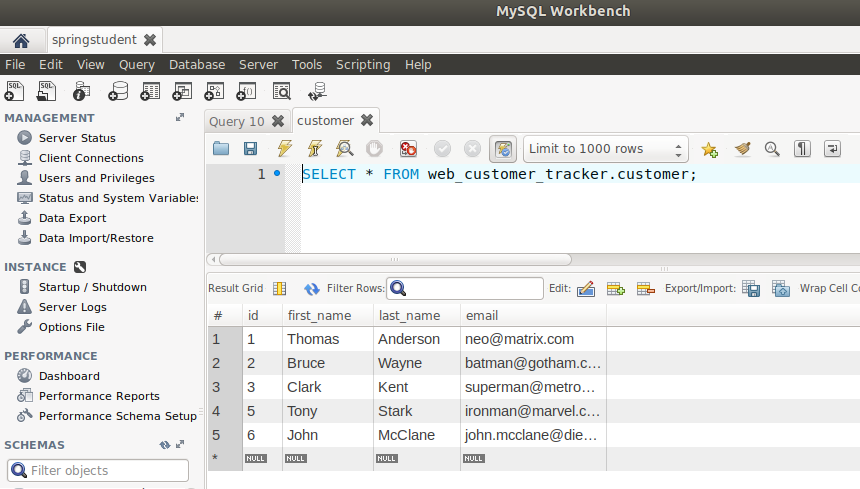 MySQL Workbench
springstudent
File Edit View Query Database Server Tools Scripting Help
MANAGEMENT
Server Status
Client Connections
Users and Privileges
Status and System Variables
Data Export
Data Import/Restore
INSTANCE
Startup / Shutdown
Server Logs
Options File
PERFORMANCE
Dashboard
Performance Reports
Performance Schema Setup
SCHEMAS
Filter objects
Query 10 customer
Limit to 1000 rows
1 SELECT * FROM web_customer_tracker.customer;
Result Grid Filter Rows: Edit: Export/Import: Wrap Cell Co
# id first_name last_name email
1 1 Thomas Anderson neo@matrix.com
2 2 Bruce Wayne batman@gotham.c…
3 3 Clark Kent superman@metro…
4 5 Tony Stark ironman@marvel.c…
5 6 John McClane john.mcclane@die…
* NULL NULL NULL NULL